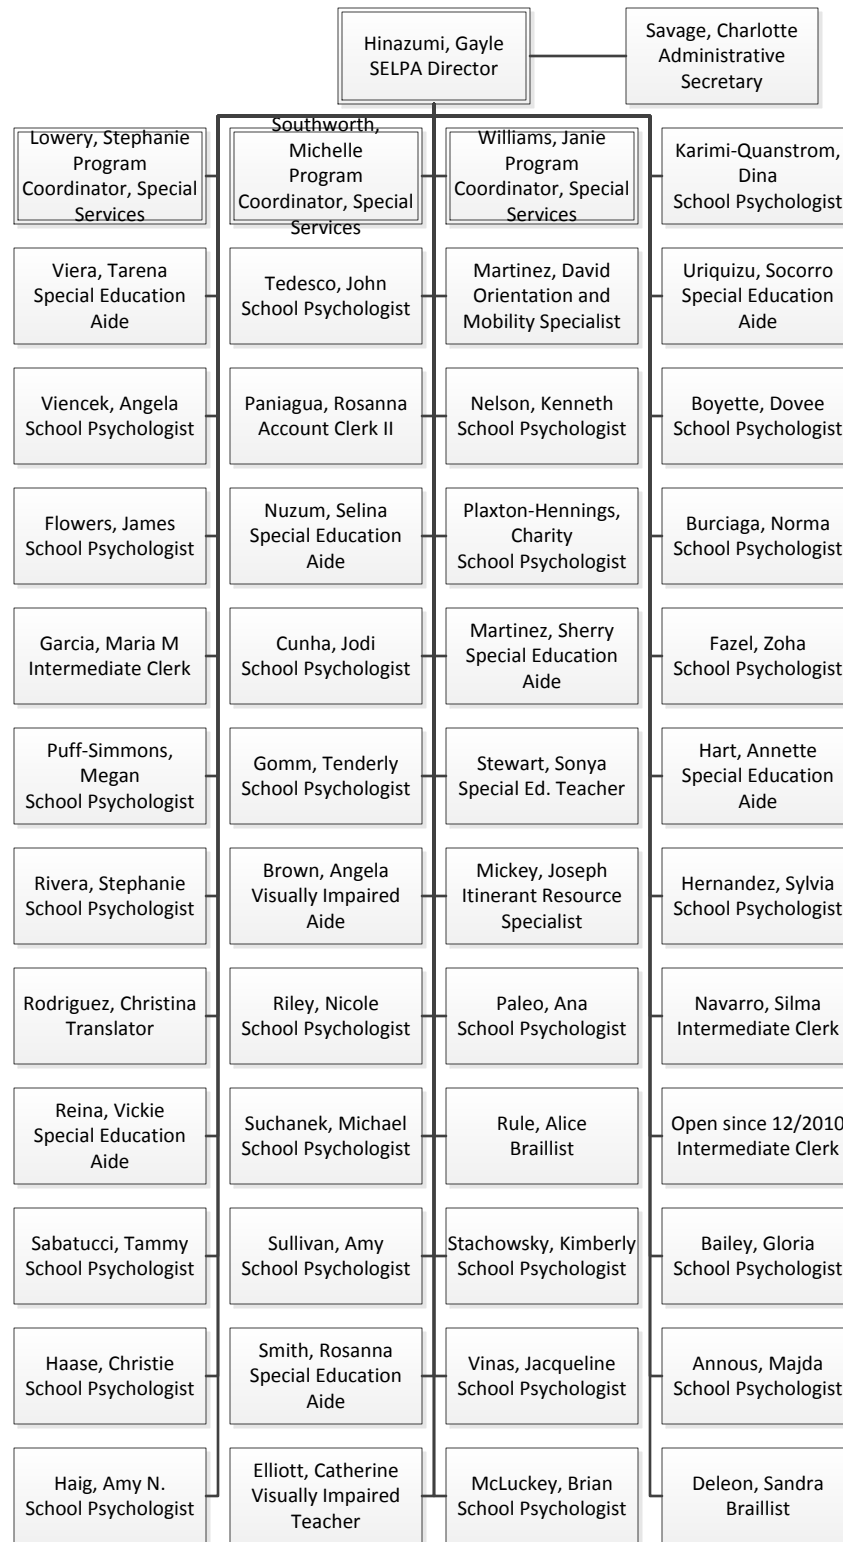 Hinazumi, Gayle
SELPA Director
Savage, Charlotte
Administrative
Secretary
Lowery, Stephanie
Program
Coordinator, Special
Services
Southworth,
Michelle
Program
Coordinator, Special
Services
Williams, Janie
Program
Coordinator, Special
Services
Karimi-Quanstrom,
Dina
School Psychologist
Viera, Tarena
Special Education
Aide
Tedesco, John
School Psychologist
Martinez, David
Orientation and
Mobility Specialist
Uriquizu, Socorro
Special Education
Aide
Viencek, Angela
School Psychologist
Paniagua, Rosanna
Account Clerk II
Nelson, Kenneth
School Psychologist
Boyette, Dovee
School Psychologist
Flowers, James
School Psychologist
Nuzum, Selina
Special Education
Aide
Plaxton-Hennings,
Charity
School Psychologist
Burciaga, Norma
School Psychologist
Garcia, Maria M
Intermediate Clerk
Cunha, Jodi
School Psychologist
Martinez, Sherry
Special Education
Aide
Fazel, Zoha
School Psychologist
Puff-Simmons,
Megan
School Psychologist
Gomm, Tenderly
School Psychologist
Stewart, Sonya
Special Ed. Teacher
Hart, Annette
Special Education
Aide
Rivera, Stephanie
School Psychologist
Brown, Angela
Visually Impaired
Aide
Mickey, Joseph
Itinerant Resource
Specialist
Hernandez, Sylvia
School Psychologist
Rodriguez, Christina
Translator
Riley, Nicole
School Psychologist
Paleo, Ana
School Psychologist
Navarro, Silma
Intermediate Clerk
Reina, Vickie
Special Education
Aide
Suchanek, Michael
School Psychologist
Rule, Alice
Braillist
Open since 12/2010
Intermediate Clerk
Sabatucci, Tammy
School Psychologist
Sullivan, Amy
School Psychologist
Stachowsky, Kimberly
School Psychologist
Bailey, Gloria
School Psychologist
Haase, Christie
School Psychologist
Smith, Rosanna
Special Education
Aide
Vinas, Jacqueline
School Psychologist
Annous, Majda
School Psychologist
Haig, Amy N.
School Psychologist
Elliott, Catherine
Visually Impaired
Teacher
McLuckey, Brian
School Psychologist
Deleon, Sandra
Braillist